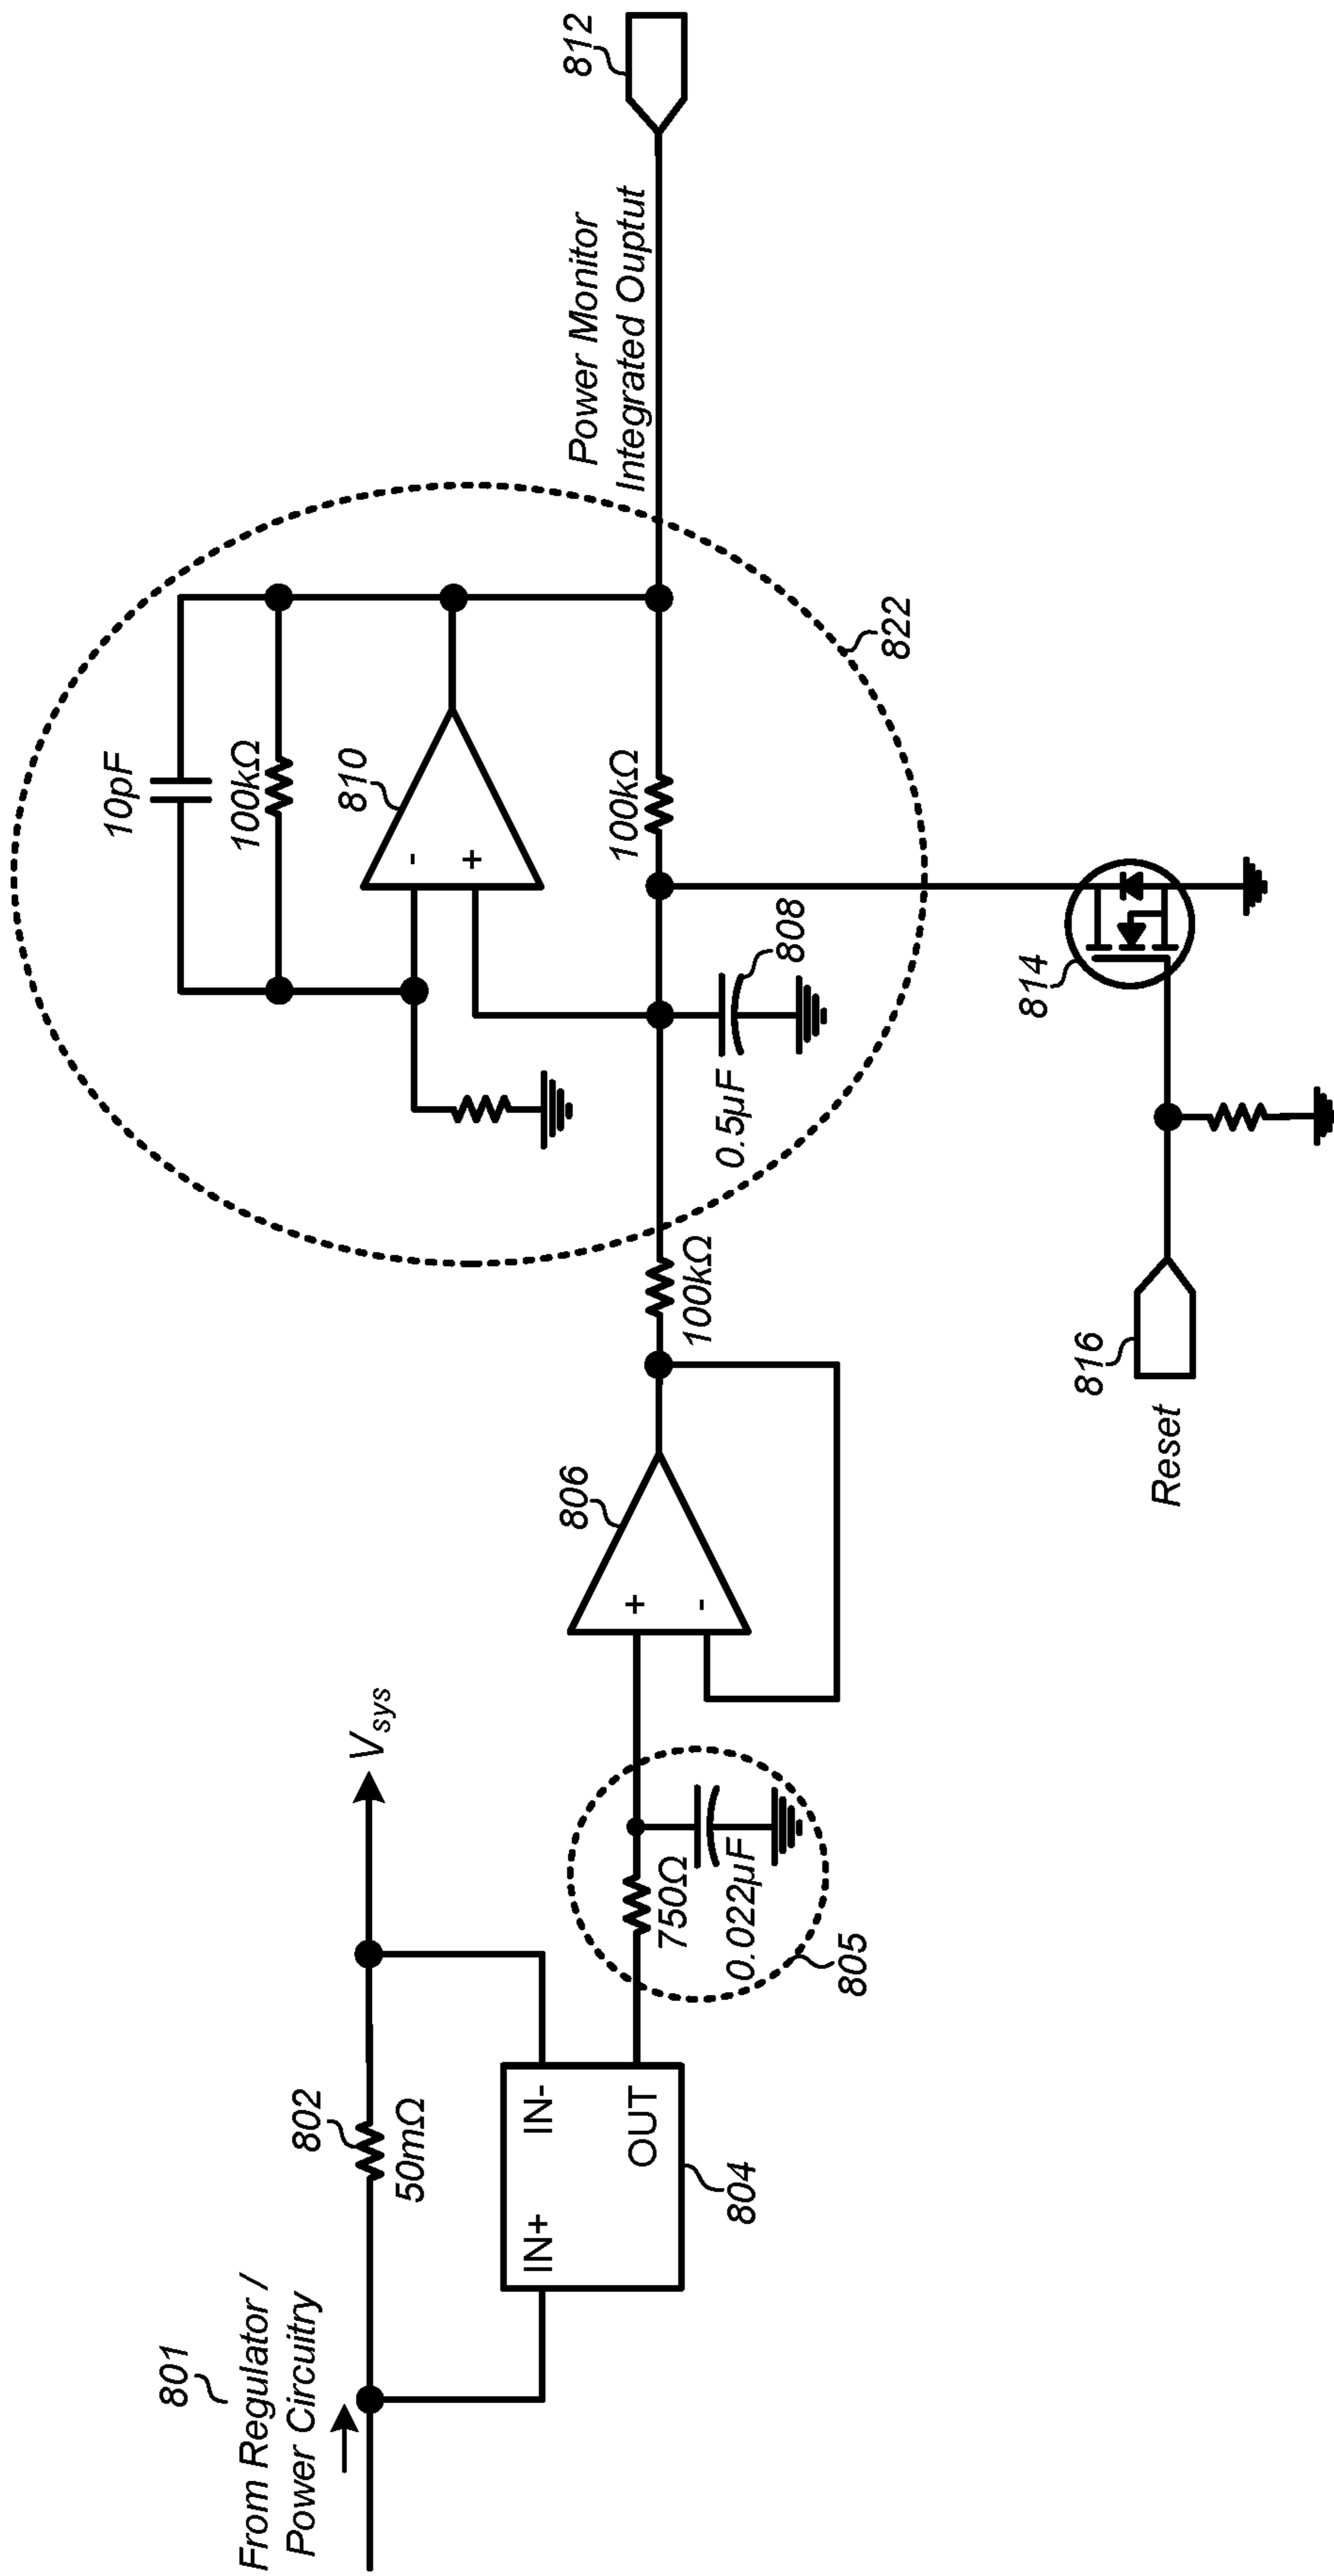 801
From Regulator /
Power Circuitry
802
50mΩ
V_sys
IN+
IN-
OUT
804
750Ω
0.022µF
805
806
+
-
100kΩ
10pF
100kΩ
810
-
+
100kΩ
0.5µF
808
822
Power Monitor
Integrated Ouptut
812
814
816
Reset